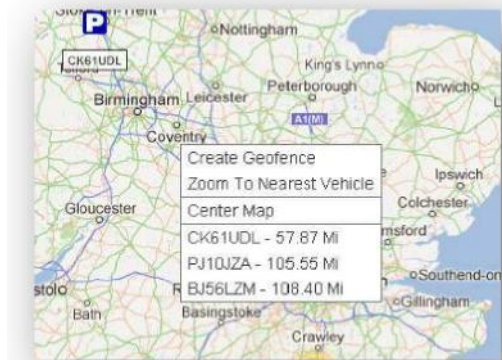 P
Nottingham
CK61UDL
King's Lynn
Birmingham
Leicester
Peterborough
Norwich
A1(M)
Coventry
Create Geofence
Zoom To Nearest Vehicle
Ipswich
Gloucester
Center Map
Colchester
CK61UDL - 57.87 Mi
msford
PJ10JZA - 105.55 Mi
Southend-on
stol
BJ56LZM - 108.40 Mi
Gillingham
Bath
Basingstoke
Crawley